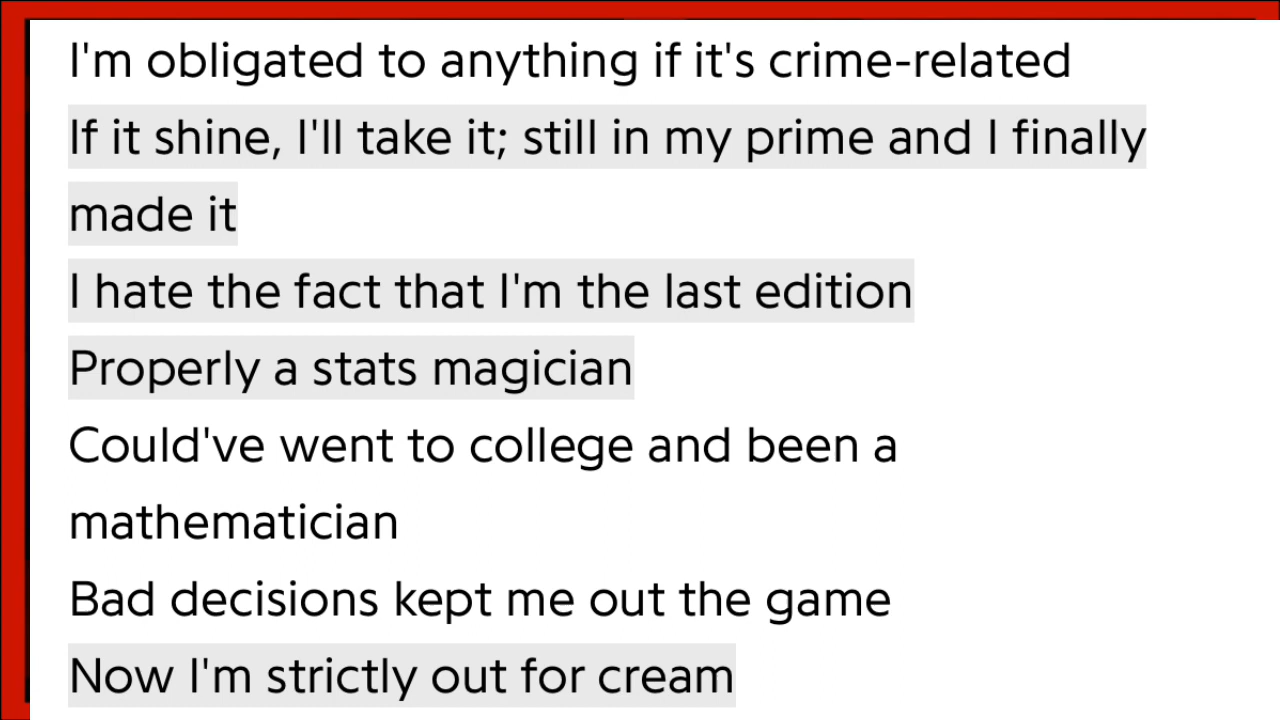 I'm obligated to anything if it's crime-related
If it shine, I'll take it; still in my prime and I finally
made it
I hate the fact that I'm the last edition
Properly a stats magician
Could've went to college and been a
mathematician
Bad decisions kept me out the game
Now I'm strictly out for cream